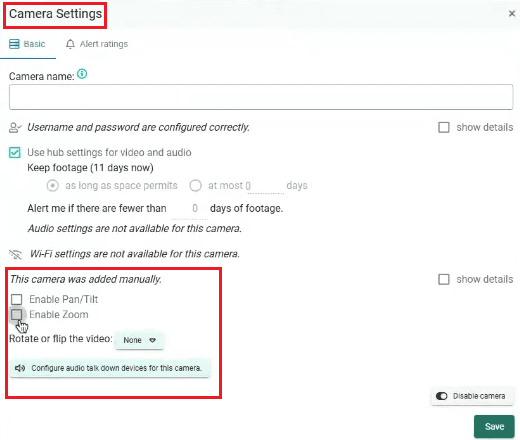 Camera Settings
×
Basic
Alert ratings
Camera name:
Username and password are configured correctly.
show details
Use hub settings for video and audio
Keep footage (11 days now)
as long as space permits
at most 0 days
Alert me if there are fewer than 0 days of footage.
Audio settings are not available for this camera.
Wi-Fi settings are not available for this camera.
This camera was added manually.
show details
Enable Pan/Tilt
Enable Zoom
Rotate or flip the video: None
Configure audio talk down devices for this camera.
Disable camera
Save